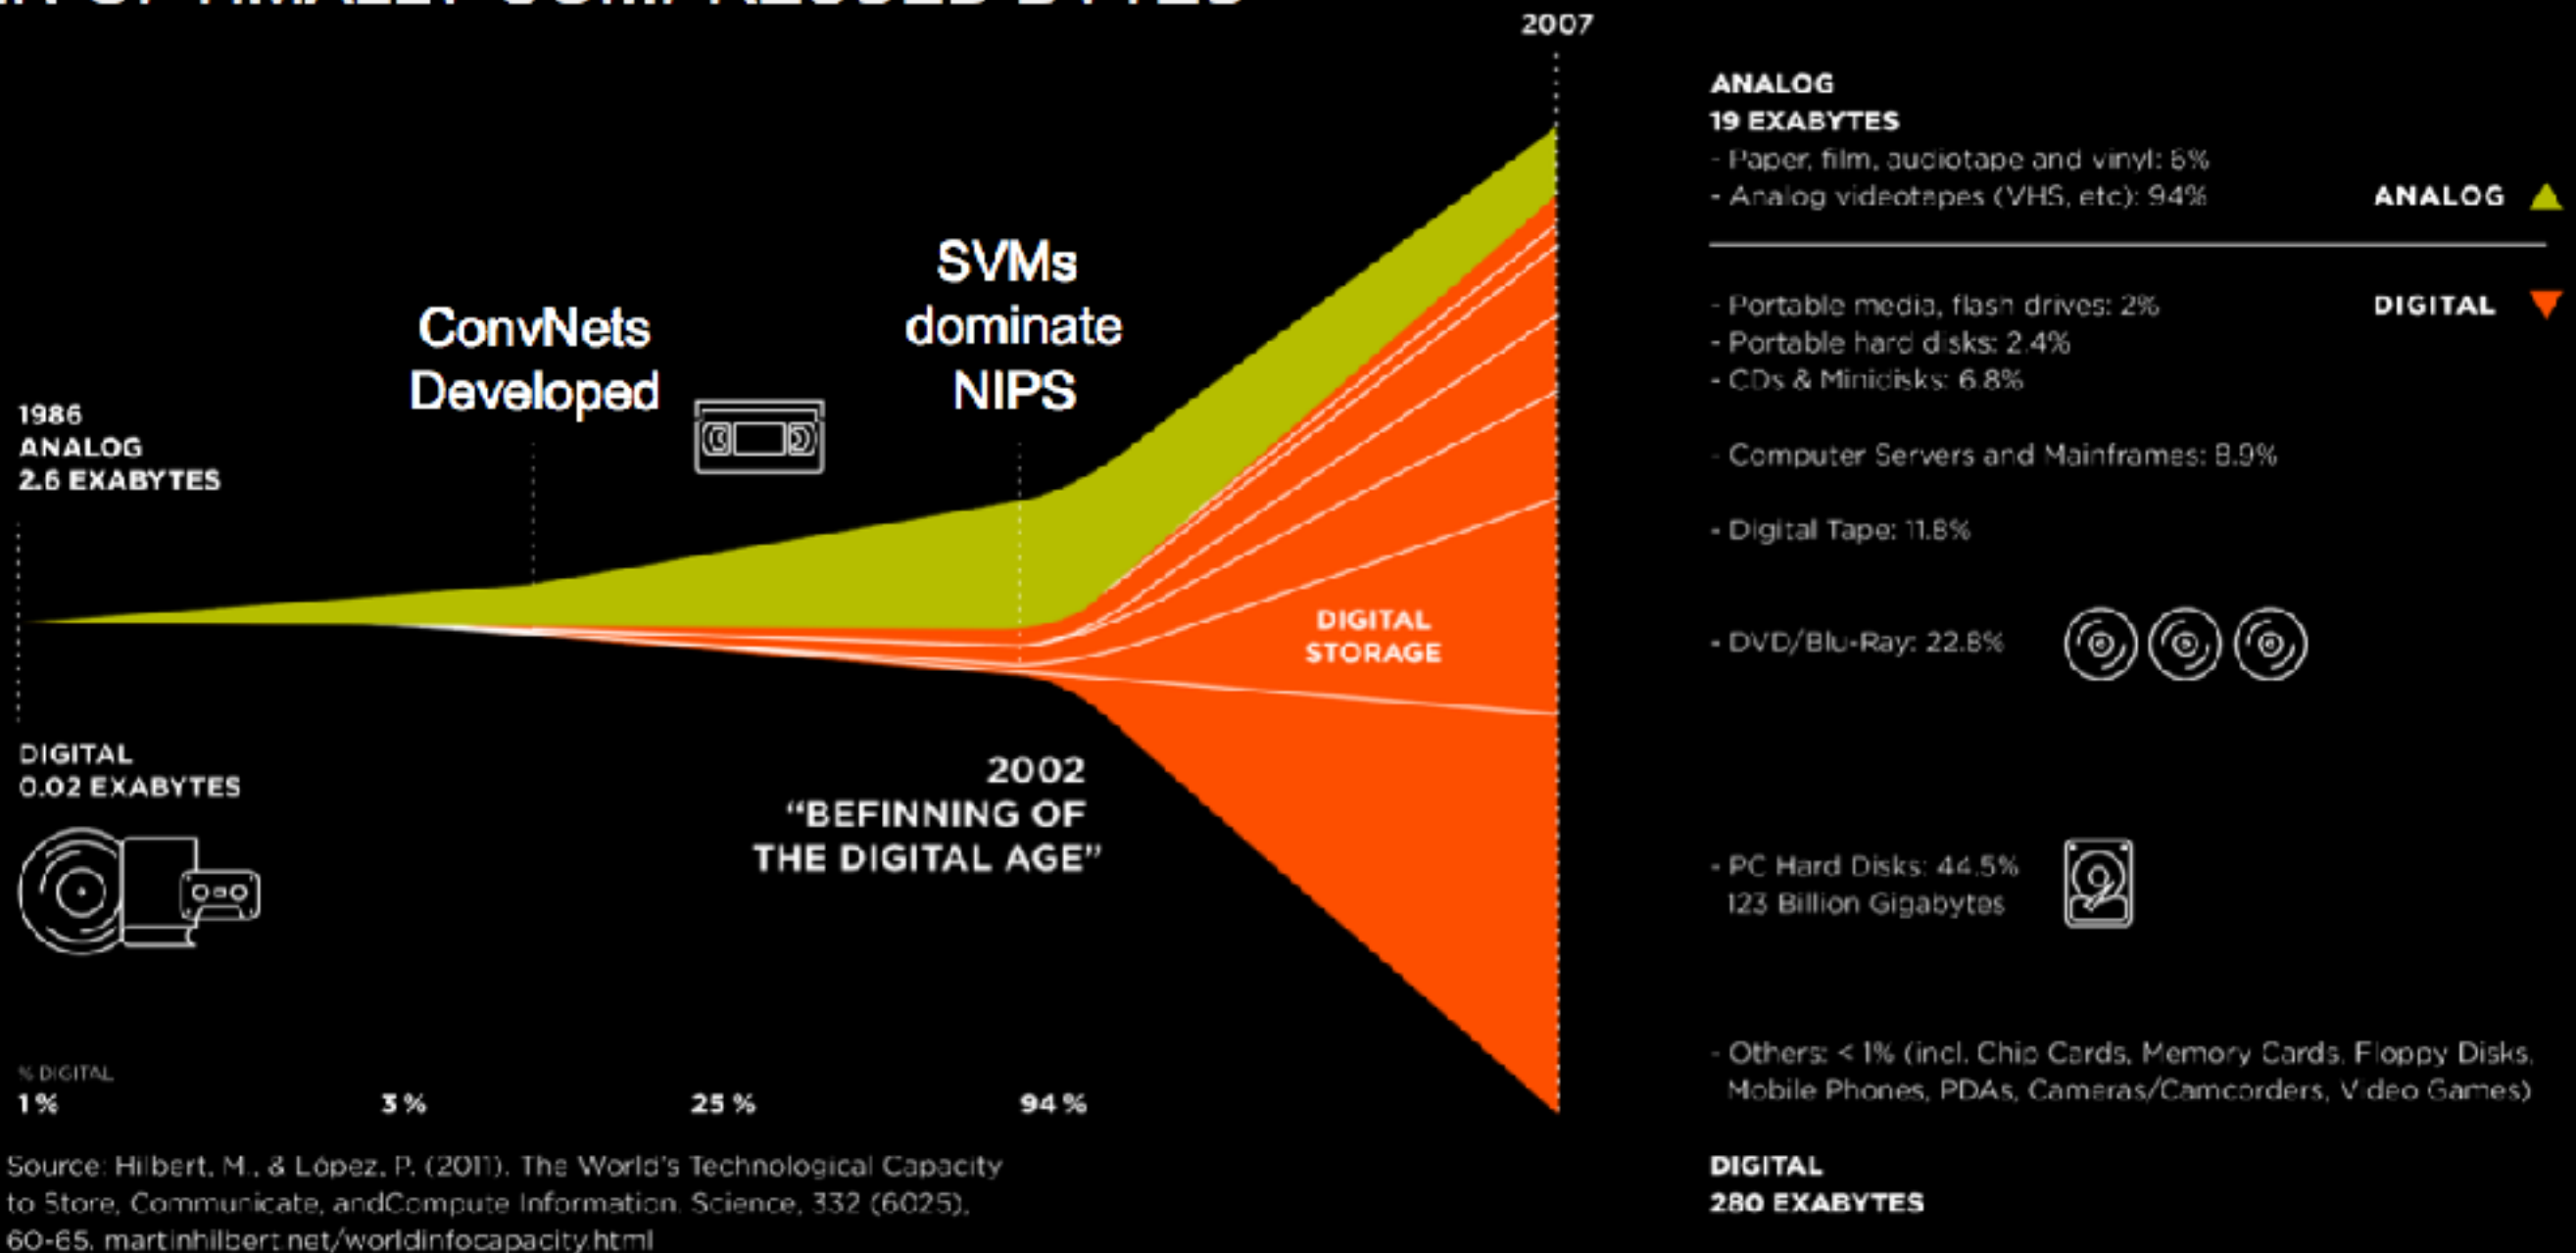 COMPRESSED BYTES
2007
ANALOG
19 EXABYTES
- Paper, film, audiotape and vinyl: 6%
- Analog videotapes (VHS, etc): 94%
ANALOG
- Portable media, flash drives: 2%
DIGITAL
- Portable hard disks: 2.4%
- CDs & Minidisks: 6.8%
- Computer Servers and Mainframes: 8.9%
- Digital Tape: 11.8%
- DVD/Blu-Ray: 22.8%
- PC Hard Disks: 44.5%
123 Billion Gigabytes
- Others: < 1% (incl. Chip Cards, Memory Cards, Floppy Disks,
Mobile Phones, PDAs, Cameras/Camcorders, Video Games)
DIGITAL
280 EXABYTES
SVMs
dominate
NIPS
ConvNets
Developed
1986
ANALOG
2.6 EXABYTES
DIGITAL
STORAGE
DIGITAL
0.02 EXABYTES
2002
“BEFINNING OF
THE DIGITAL AGE”
% DIGITAL
1%
3%
25%
94%
Source: Hilbert, M., & López, P. (2011). The World's Technological Capacity
to Store, Communicate, andCompute Information. Science, 332 (6025),
60-65. martinhilbert.net/worldinfocapacity.html